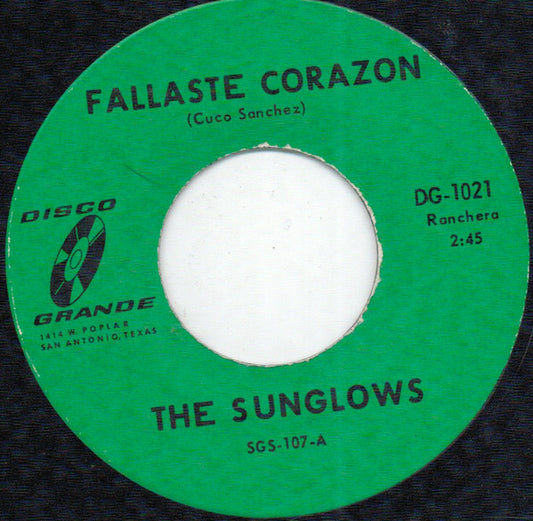 FALLASTE CORAZON
(Cuco Sanchez)
DG-1021
Ranchera
2:45
DISCO
GRANDE
1414 W. POPLAR
SAN ANTONIO, TEXAS
THE SUNGLOWS
SGS-107-A